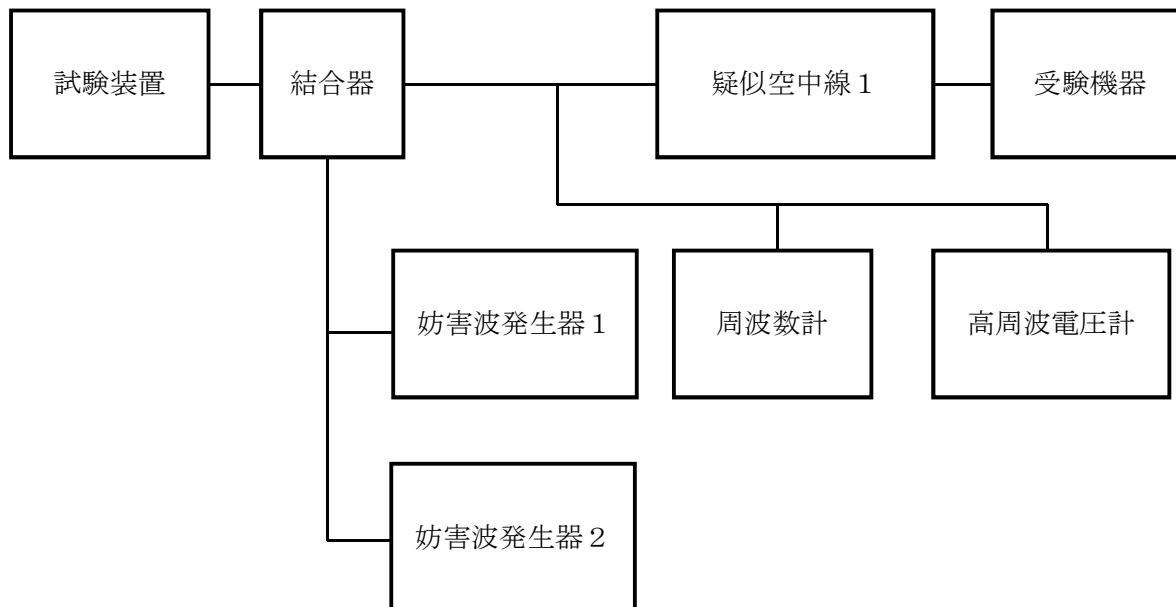 試験装置
結合器
疑似空中線１
受験機器
妨害波発生器１
周波数計
高周波電圧計
妨害波発生器２